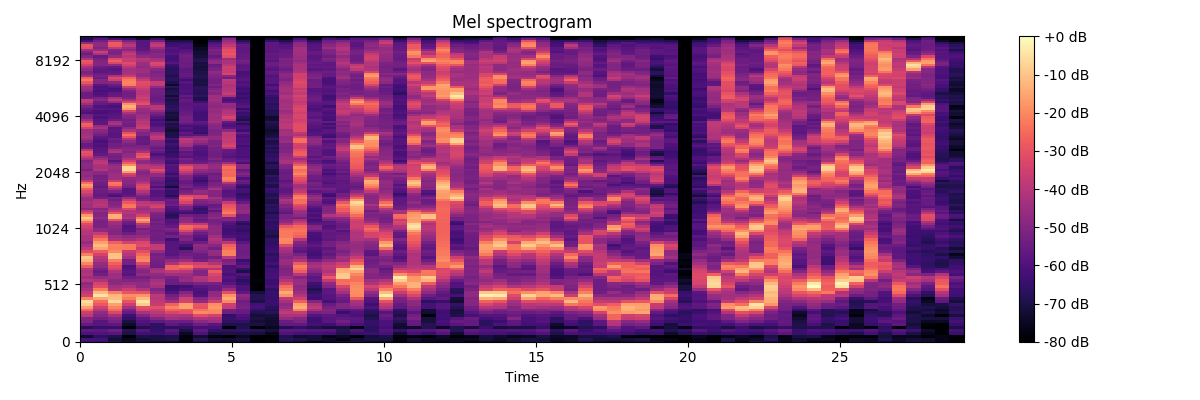 Mel spectrogram
Hz
8192
4096
2048
1024
512
0
0 5 10 15 20 25
Time
+0 dB
-10 dB
-20 dB
-30 dB
-40 dB
-50 dB
-60 dB
-70 dB
-80 dB